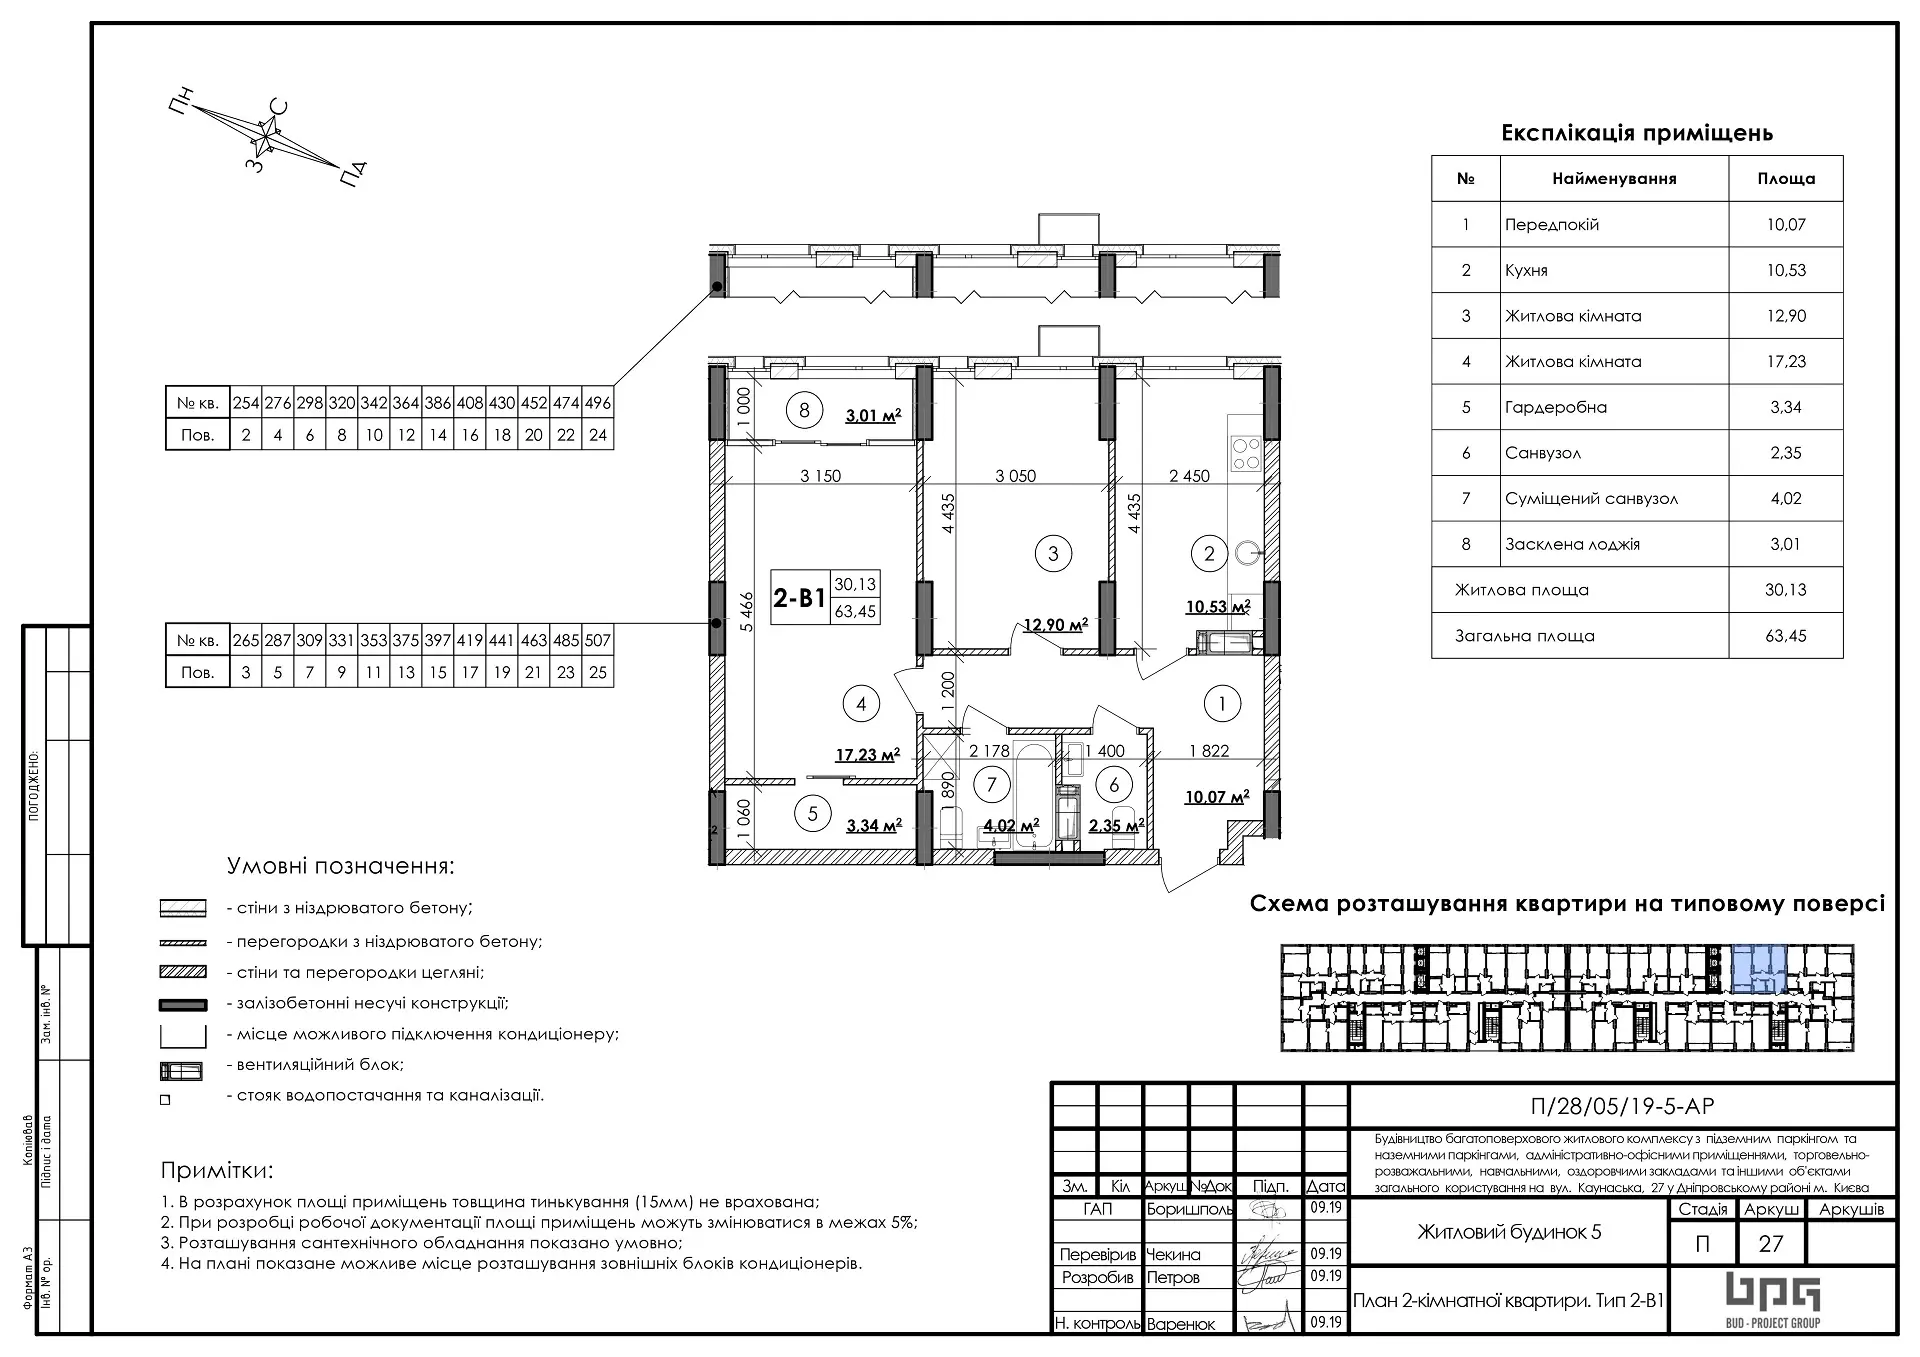 ПН
С
З
ПД
Експлікація приміщень
№ Найменування Площа
1 Передпокій 10,07
2 Кухня 10,53
3 Житлова кімната 12,90
4 Житлова кімната 17,23
5 Гардеробна 3,34
6 Санвузол 2,35
7 Суміщений санвузол 4,02
8 Засклена лоджія 3,01
Житлова площа 30,13
Загальна площа 63,45
№ кв. 254 276 298 320 342 364 386 408 430 452 474 496
Пов. 2 4 6 8 10 12 14 16 18 20 22 24
№ кв. 265 287 309 331 353 375 397 419 441 463 485 507
Пов. 3 5 7 9 11 13 15 17 19 21 23 25
1 000
8
3,01 м²
3 150
3 050
2 450
4 435
4 435
3
2
5 466
2-В1
30,13
63,45
12,90 м²
10,53 м²
4
1 200
1
17,23 м²
2 178
1 400
1 822
7
6
1 890
10,07 м²
1 060
5
3,34 м²
4,02 м²
2,35 м²
2
Умовні позначення:
- стіни з ніздрюватого бетону;
- перегородки з ніздрюватого бетону;
- стіни та перегородки цегляні;
- залізобетонні несучі конструкції;
- місце можливого підключення кондиціонеру;
- вентиляційний блок;
- стояк водопостачання та каналізації.
Примітки:
1. В розрахунок площі приміщень товщина тинькування (15мм) не врахована;
2. При розробці робочої документації площі приміщень можуть змінюватися в межах 5%;
3. Розташування сантехнічного обладнання показано умовно;
4. На плані показане можливе місце розташування зовнішніх блоків кондиціонерів.
Схема розташування квартири на типовому поверсі
П/28/05/19-5-АР
Будівництво багатоповерхового житлового комплексу з підземним паркінгом та
наземними паркінгами, адміністративно-офісними приміщеннями, торговельно-
розважальними, навчальними, оздоровчими закладами та іншими об'єктами
загального користування на вул. Каунаська, 27 у Дніпровському районі м. Києва
Зм. Кіл Аркуш №Док Підп. Дата
ГАП Боришполь 09.19
Перевірив Чекина 09.19
Розробив Петров 09.19
Н. контроль Варенюк 09.19
Житловий будинок 5
Стадія Аркуш Аркушів
П 27
План 2-кімнатної квартири. Тип 2-В1
bpg
BUD - PROJECT GROUP
ПОГОДЖЕНО:
Зам. інв. №
Підпис і дата
Інв. № ор.
Копіював
Формат А3